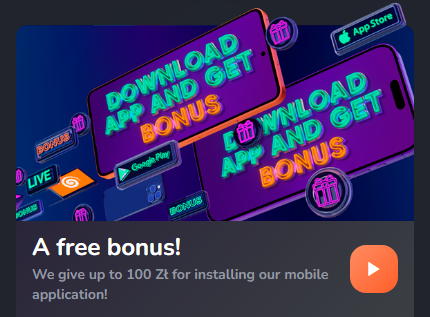 App Store
DOWNLOAD
APP AND GET
BONUS
DOWNLOAD
APP AND GET
BONUS
BONUS
Google Play
LIVE
BONUS
BONUS
A free bonus!
We give up to 100 Zł for installing our mobile
application!